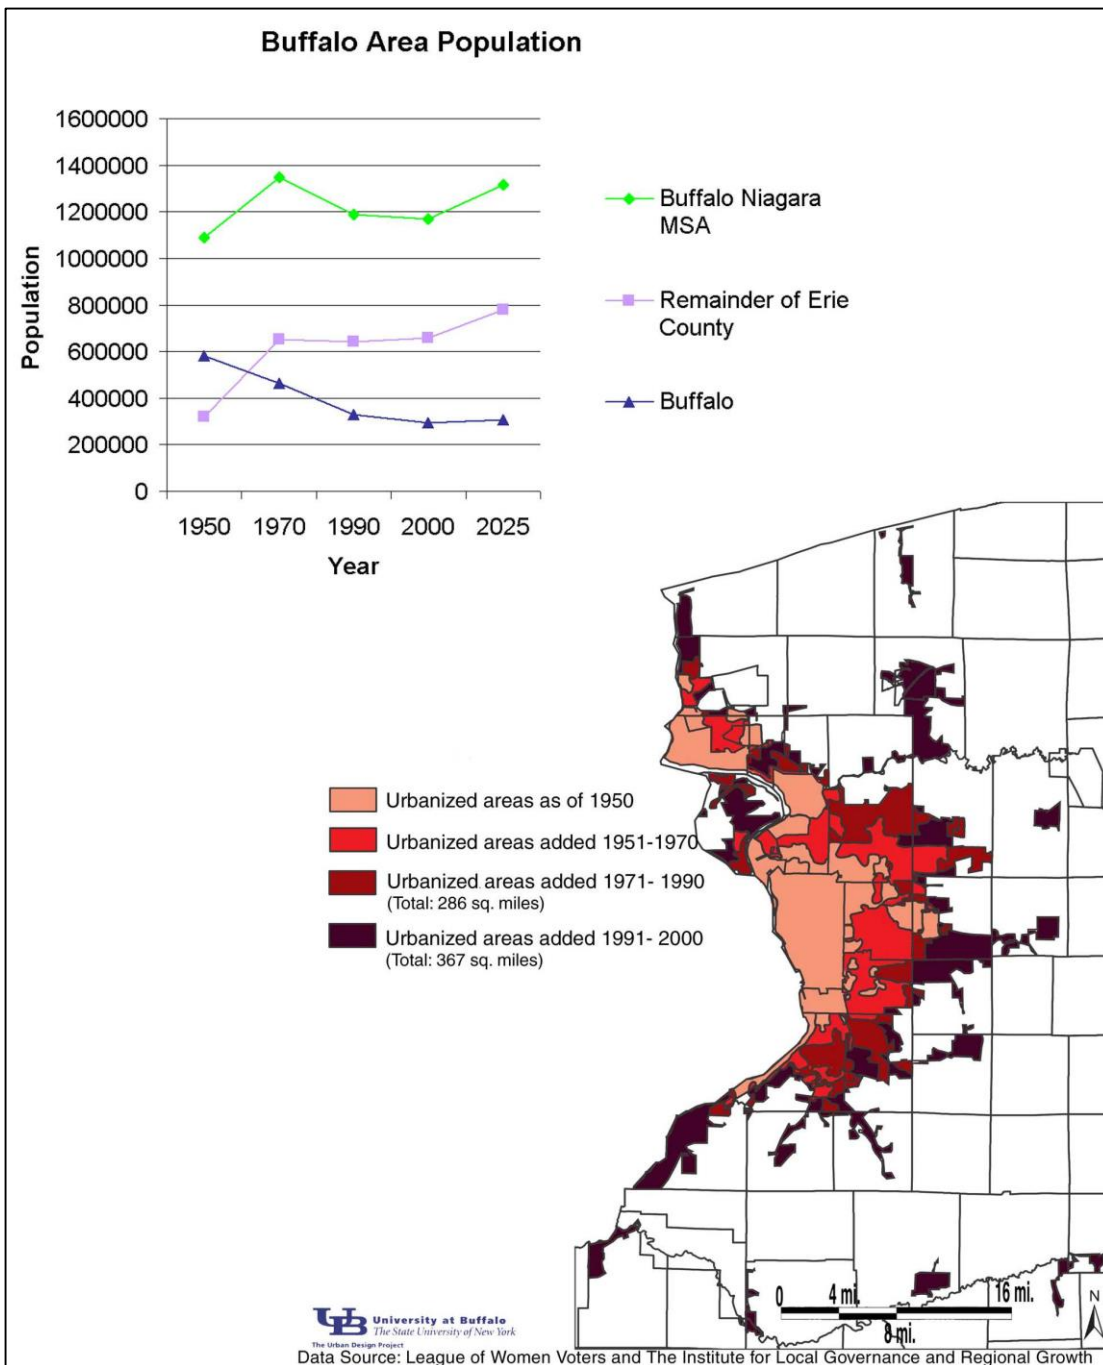 Buffalo Area Population
1600000
1400000
1200000
1000000
800000
600000
400000
200000
0
Population
1950 1970 1990 2000 2025
Year
Buffalo Niagara
MSA
Remainder of Erie
County
Buffalo
Urbanized areas as of 1950
Urbanized areas added 1951-1970
Urbanized areas added 1971- 1990
(Total: 286 sq. miles)
Urbanized areas added 1991- 2000
(Total: 367 sq. miles)
0 4 mi. 16 mi.
8 mi.
N
UB University at Buffalo
The State University of New York
The Urban Design Project
Data Source: League of Women Voters and The Institute for Local Governance and Regional Growth